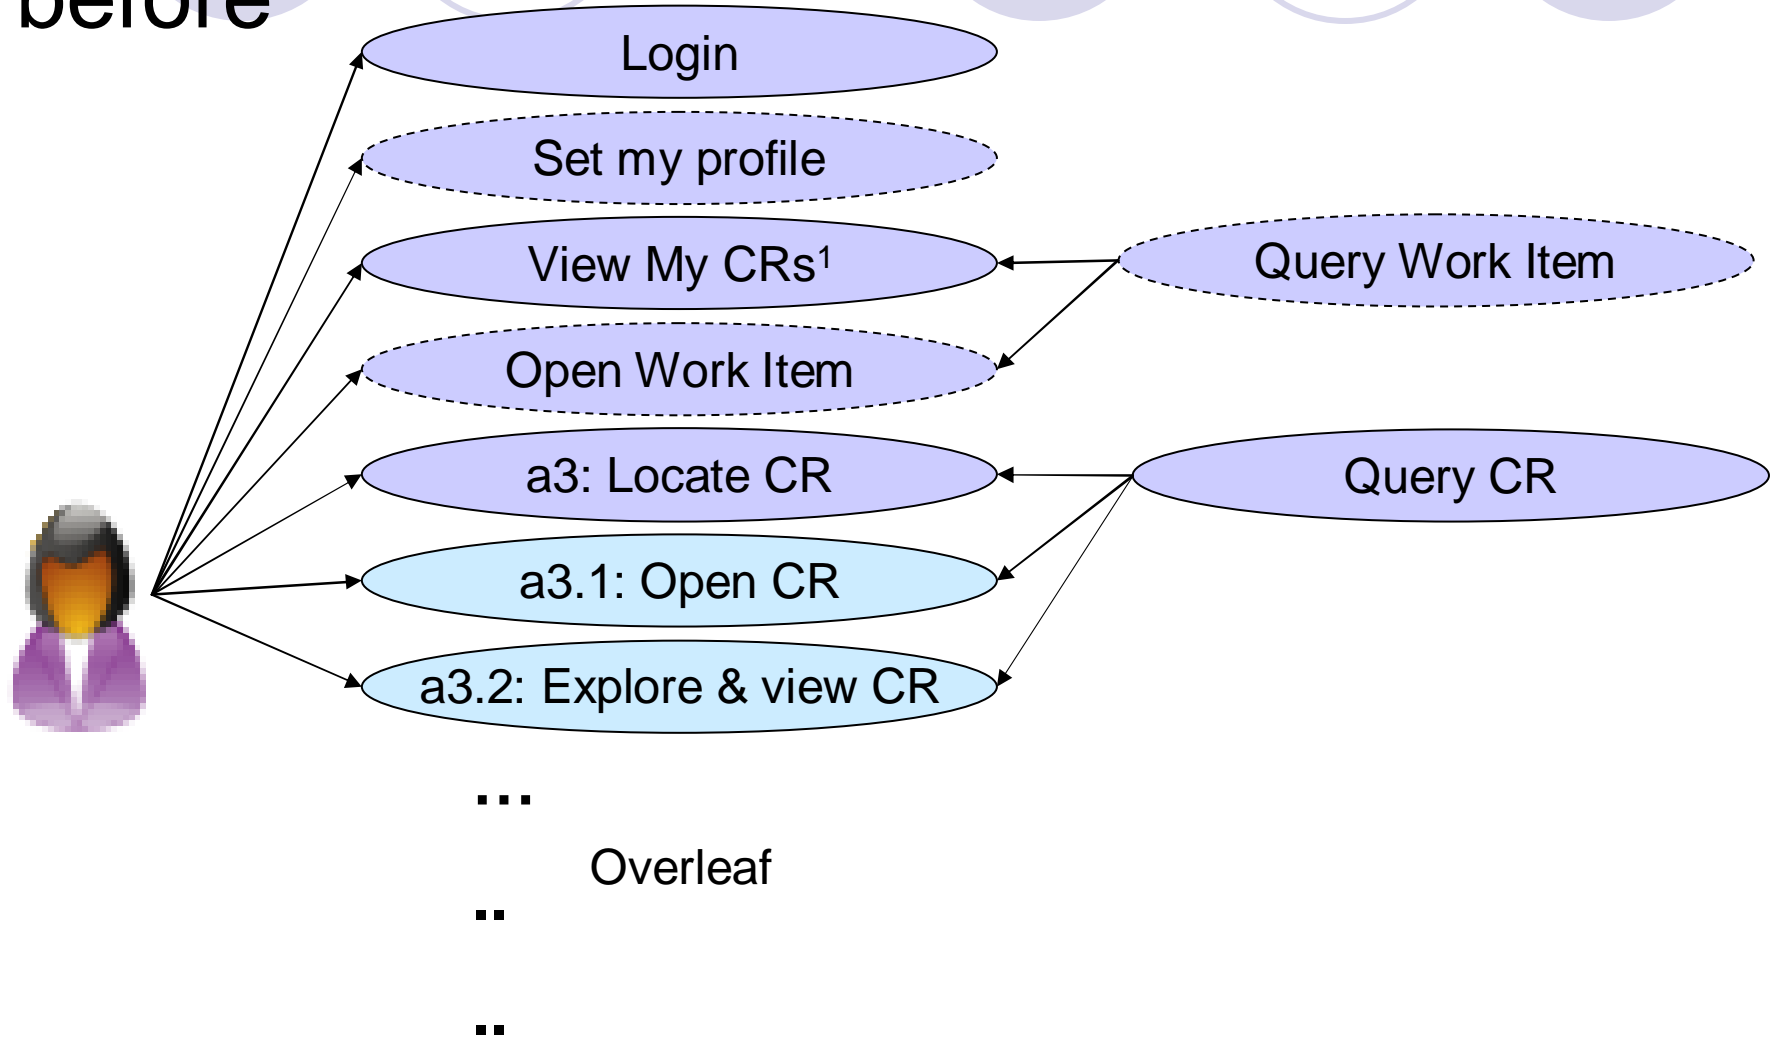 before
Login
Set my profile
View My CRs¹
Query Work Item
Open Work Item
a3: Locate CR
Query CR
a3.1: Open CR
a3.2: Explore & view CR
...
Overleaf
..
..